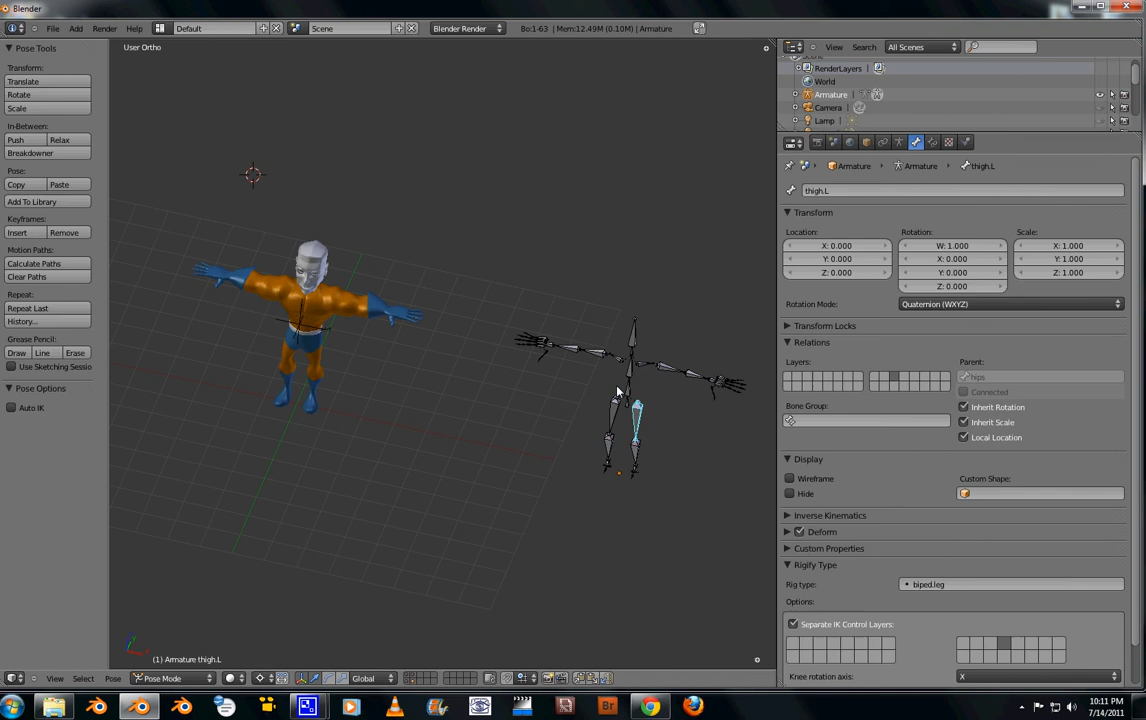 Blender
File Add Render Help Default Scene Blender Render Bo:1-63 | Mem:12.49M (0.10M) | Armature
Pose Tools
Transform:
Translate
Rotate
Scale
In-Between:
Push Relax
Breakdowner
Pose:
Copy Paste
Add To Library
Keyframes:
Insert Remove
Motion Paths:
Calculate Paths
Clear Paths
Repeat:
Repeat Last
History...
Grease Pencil:
Draw Line Erase
Use Sketching Sessio
Pose Options
Auto IK
User Ortho
(1) Armature thigh.L
View Select Pose Pose Mode Global
View Search All Scenes
RenderLayers
World
Armature
Camera
Lamp
Armature Armature thigh.L
thigh.L
Transform
Location: Rotation: Scale:
X: 0.000 W: 1.000 X: 1.000
Y: 0.000 X: 0.000 Y: 1.000
Z: 0.000 Y: 0.000 Z: 1.000
Z: 0.000
Rotation Mode: Quaternion (WXYZ)
Transform Locks
Relations
Layers: Parent:
hips
Connected
Bone Group: Inherit Rotation
Inherit Scale
Local Location
Display
Wireframe Custom Shape:
Hide
Inverse Kinematics
Deform
Custom Properties
Rigify Type
Rig type: biped.leg
Options:
Separate IK Control Layers:
Knee rotation axis: X
Br
10:11 PM
7/14/2011